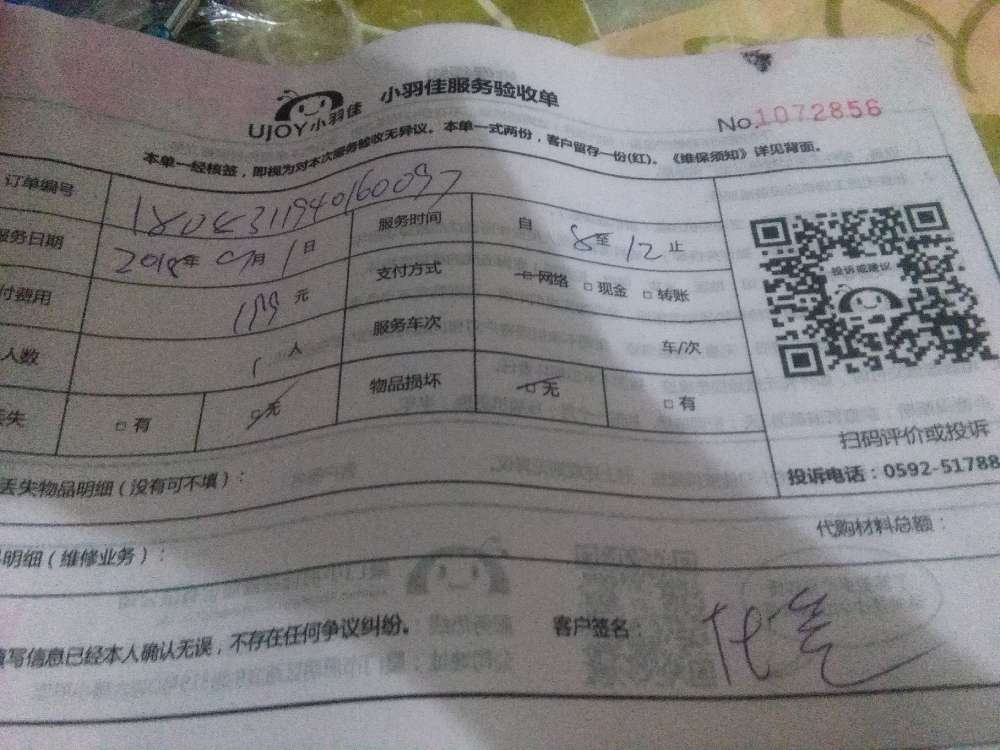 UJOY小羽佳 小羽佳服务验收单
No.1072856
本单一经核签，即视为对本次服务验收无异议。本单一式两份，客户留存一份(红)。《维保须知》详见背面。
订单编号
服务时间 自 8 至 12 止
服务日期 2018年 9月 1日
支付方式 □网络 □现金 □转账
付费用 199 元
服务车次 车/次
人数 1 人
物品损坏 □无 □有
丢失 □有 □无
投诉或建议
扫码评价或投诉
投诉电话：0592-51788
丢失物品明细（没有可不填）：
代购材料总额：
明细（维修业务）：
填写信息已经本人确认无误，不存在任何争议纠纷。
客户签名：